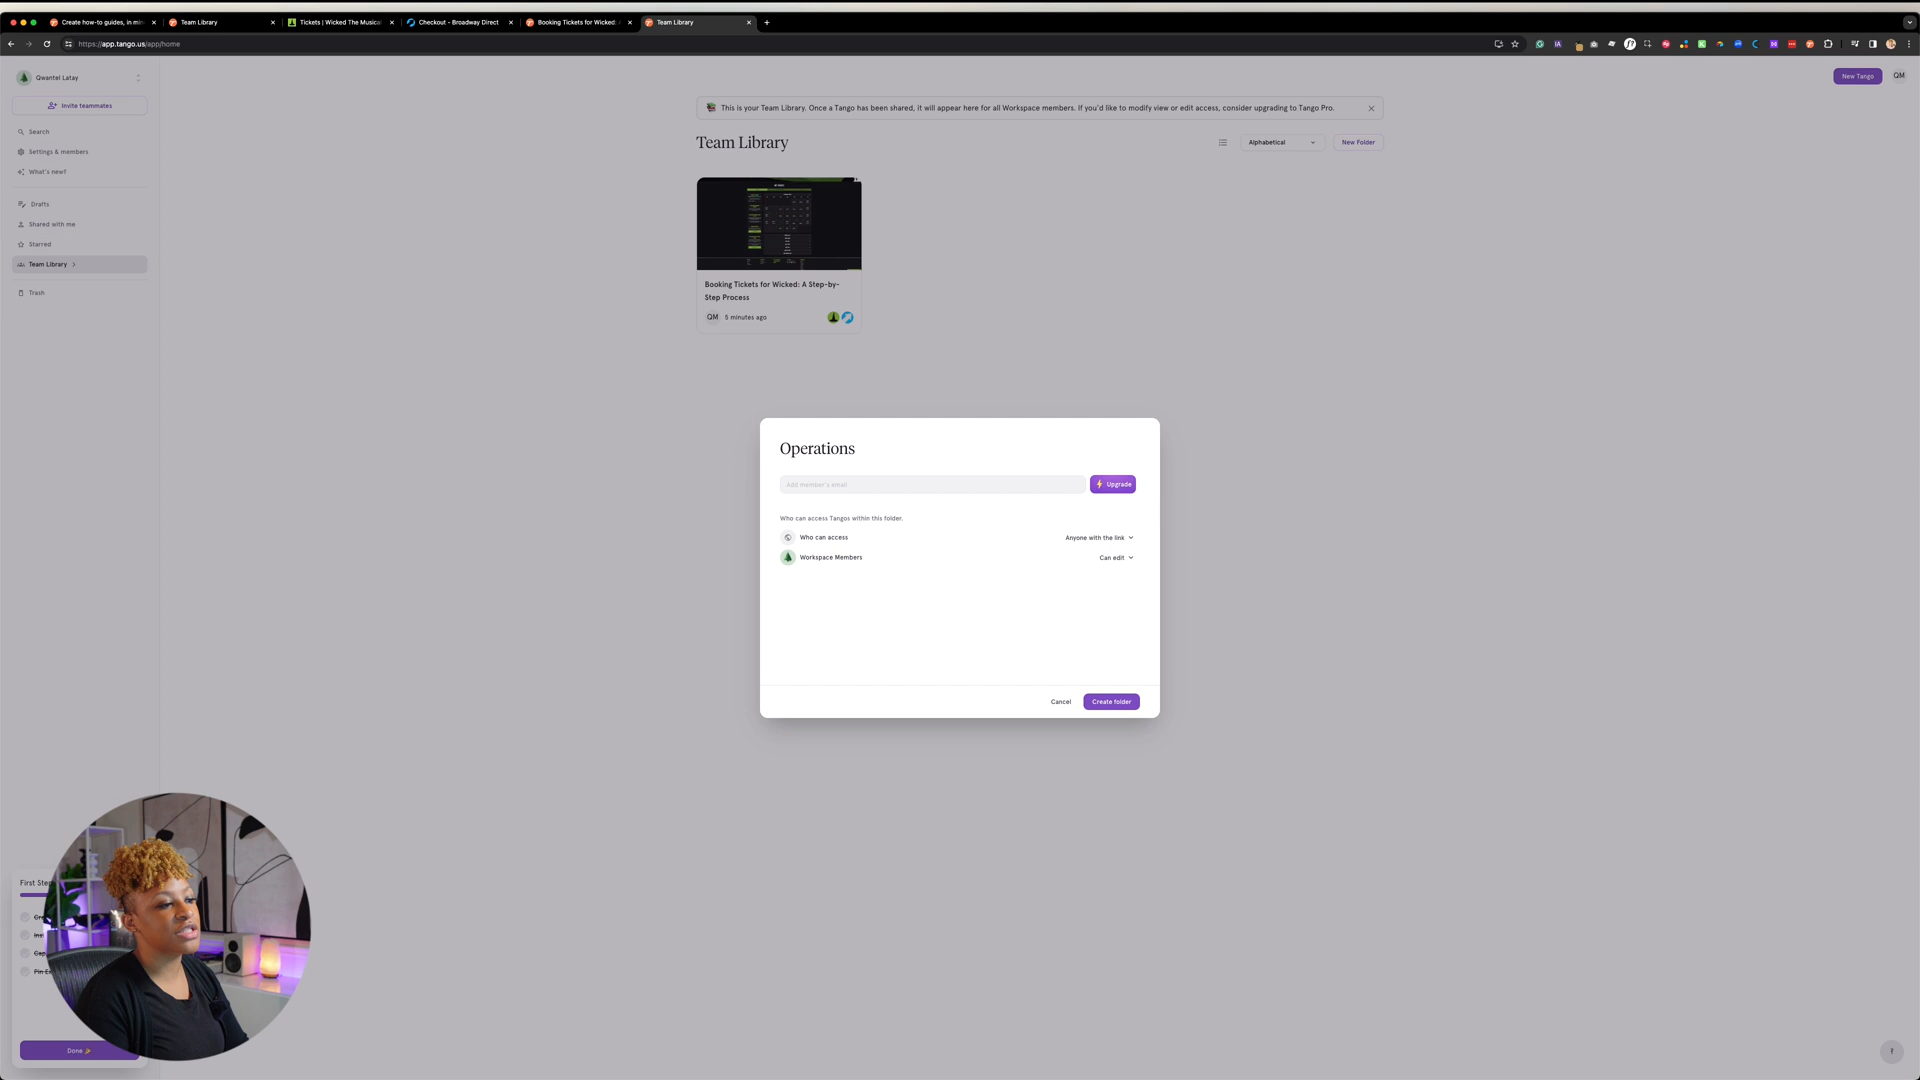 Create how-to guides, in min
Team Library
Tickets | Wicked The Musical
Checkout - Broadway Direct
Booking Tickets for Wicked:
Team Library
https://app.tango.us/app/home
Qwantel Latay
New Tango
QM
Invite teammates
This is your Team Library. Once a Tango has been shared, it will appear here for all Workspace members. If you'd like to modify view or edit access, consider upgrading to Tango Pro.
Search
Team Library
Alphabetical
New Folder
Settings & members
What's new?
Drafts
Shared with me
Starred
Team Library
Trash
Booking Tickets for Wicked: A Step-by-
Step Process
QM
5 minutes ago
Operations
Add member's email
Upgrade
Who can access Tangos within this folder.
Who can access
Anyone with the link
Workspace Members
Can edit
Cancel
Create folder
First Step
Cre
Ins
Cap
Pin Ex
Done